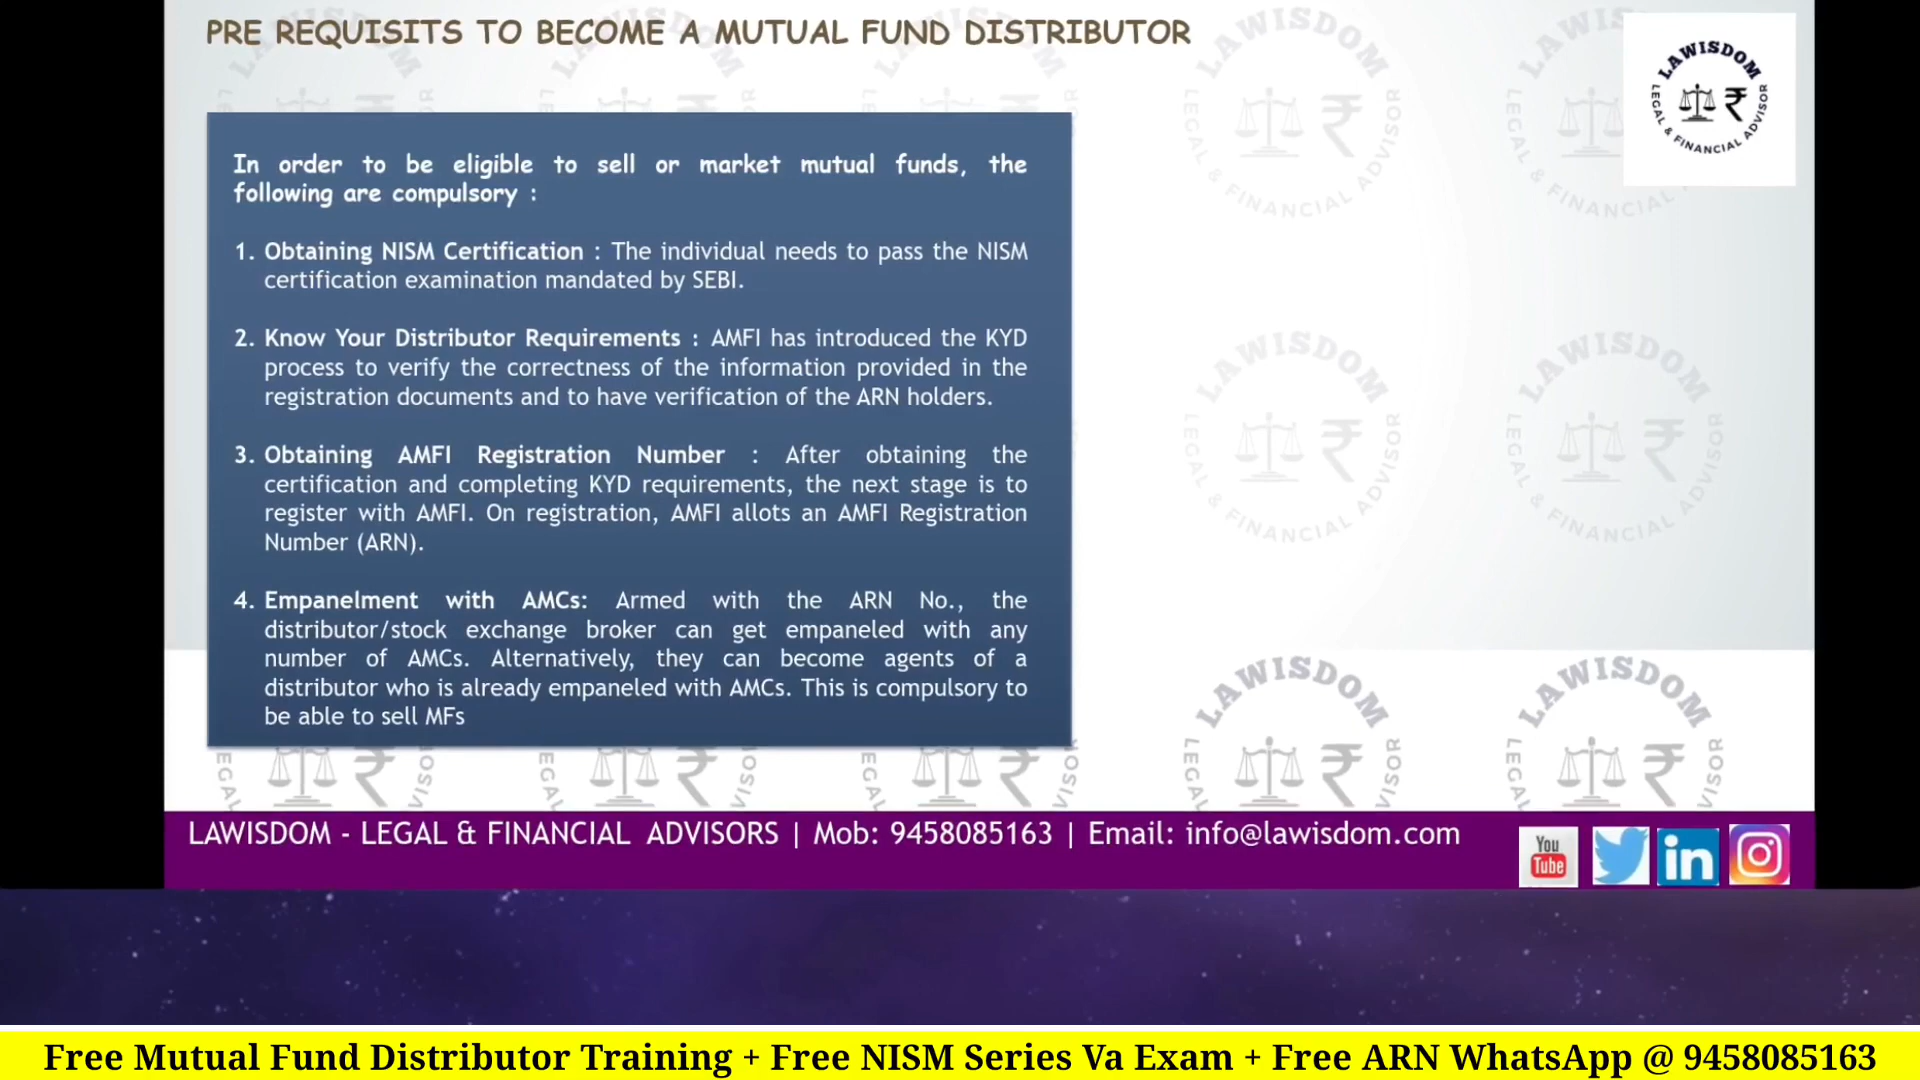 PRE REQUISITS TO BECOME A MUTUAL FUND DISTRIBUTOR
LAWISDOM
LEGAL & FINANCIAL ADVISOR
In order to be eligible to sell or market mutual funds, the
following are compulsory :
1. Obtaining NISM Certification : The individual needs to pass the NISM
certification examination mandated by SEBI.
2. Know Your Distributor Requirements : AMFI has introduced the KYD
process to verify the correctness of the information provided in the
registration documents and to have verification of the ARN holders.
3. Obtaining AMFI Registration Number : After obtaining the
certification and completing KYD requirements, the next stage is to
register with AMFI. On registration, AMFI allots an AMFI Registration
Number (ARN).
4. Empanelment with AMCs: Armed with the ARN No., the
distributor/stock exchange broker can get empaneled with any
number of AMCs. Alternatively, they can become agents of a
distributor who is already empaneled with AMCs. This is compulsory to
be able to sell MFs
LAWISDOM - LEGAL & FINANCIAL ADVISORS | Mob: 9458085163 | Email: info@lawisdom.com
You
Tube
in
Free Mutual Fund Distributor Training + Free NISM Series Va Exam + Free ARN WhatsApp @ 9458085163